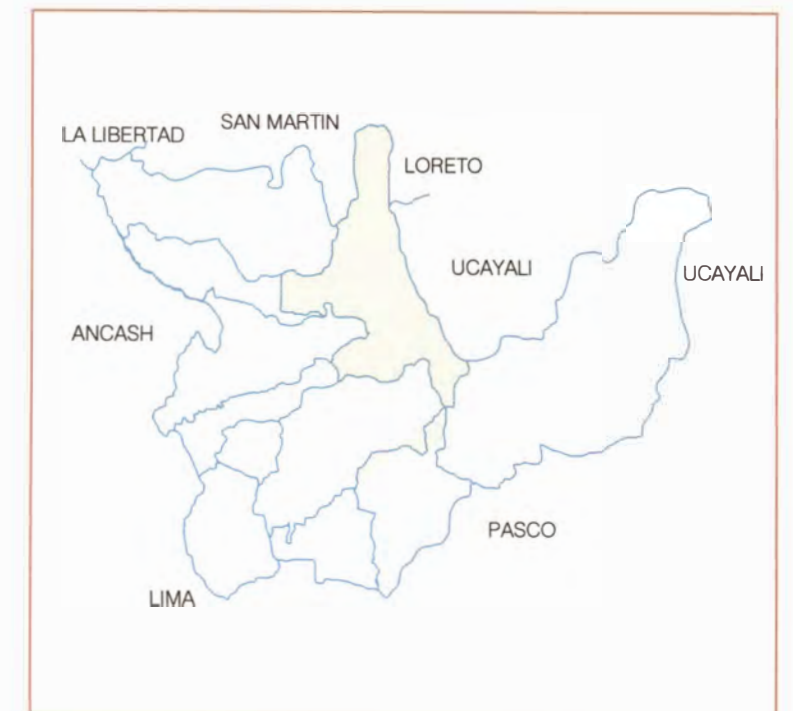 SAN MARTIN
LA LIBERTAD
LORETO
UCAYALI
UCAYALI
ANCASH
PASCO
LIMA